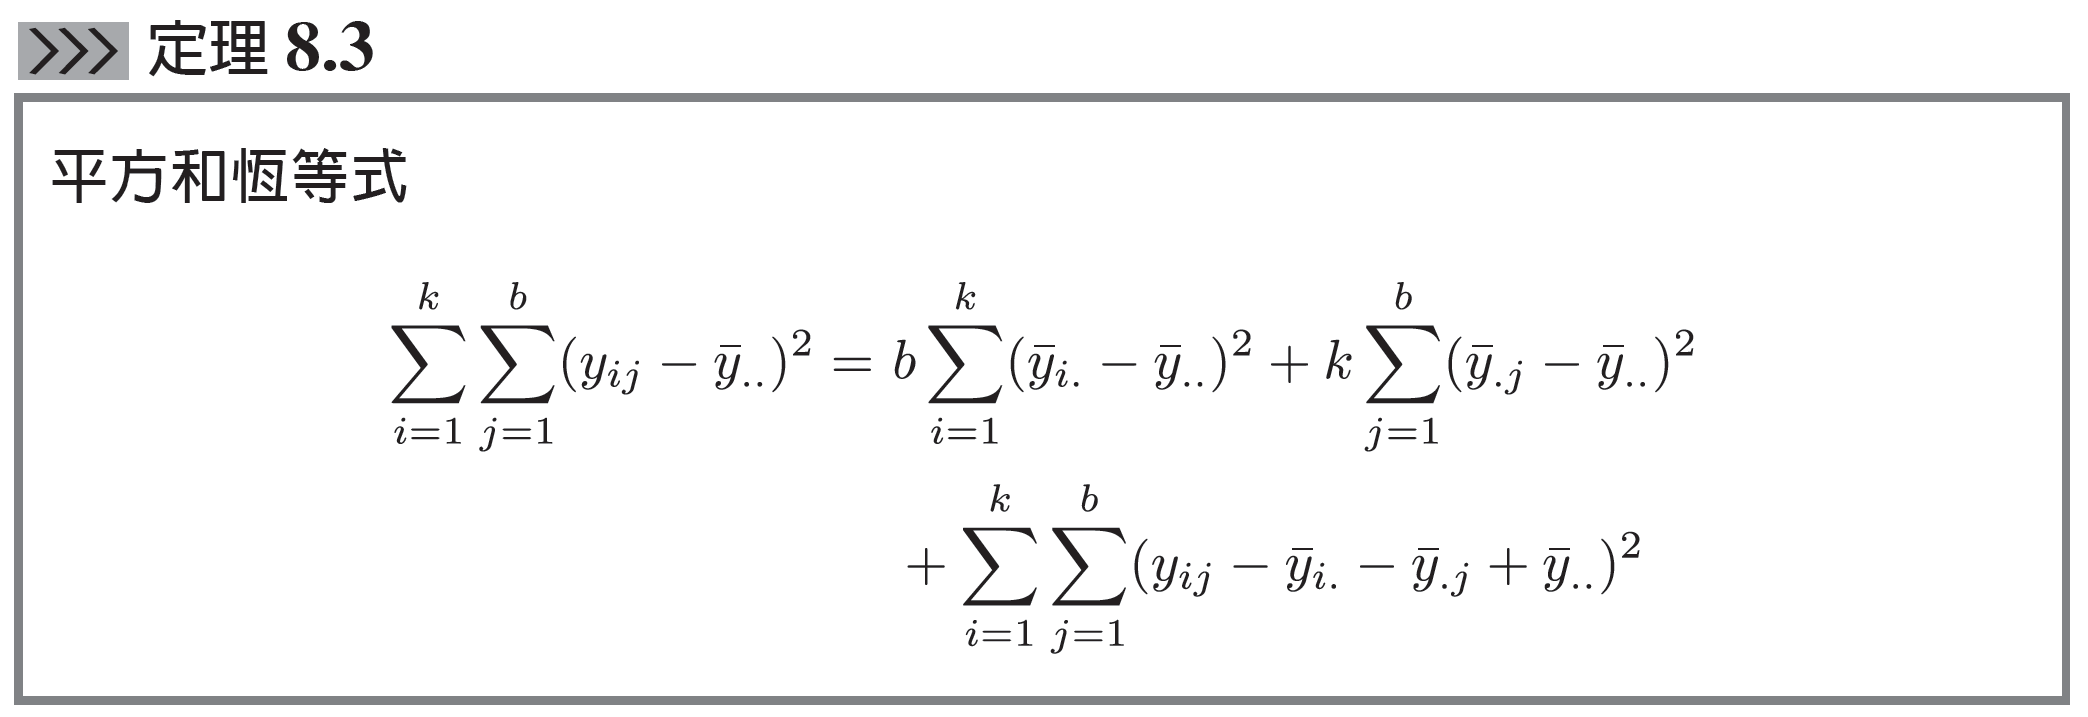 >>> 定理 8.3
平方和恆等式
$$\sum_{i=1}^{k}\sum_{j=1}^{b}(y_{ij}-\bar{y}_{..})^2 = b\sum_{i=1}^{k}(\bar{y}_{i.}-\bar{y}_{..})^2 + k\sum_{j=1}^{b}(\bar{y}_{.j}-\bar{y}_{..})^2$$
$$+\sum_{i=1}^{k}\sum_{j=1}^{b}(y_{ij}-\bar{y}_{i.}-\bar{y}_{.j}+\bar{y}_{..})^2$$